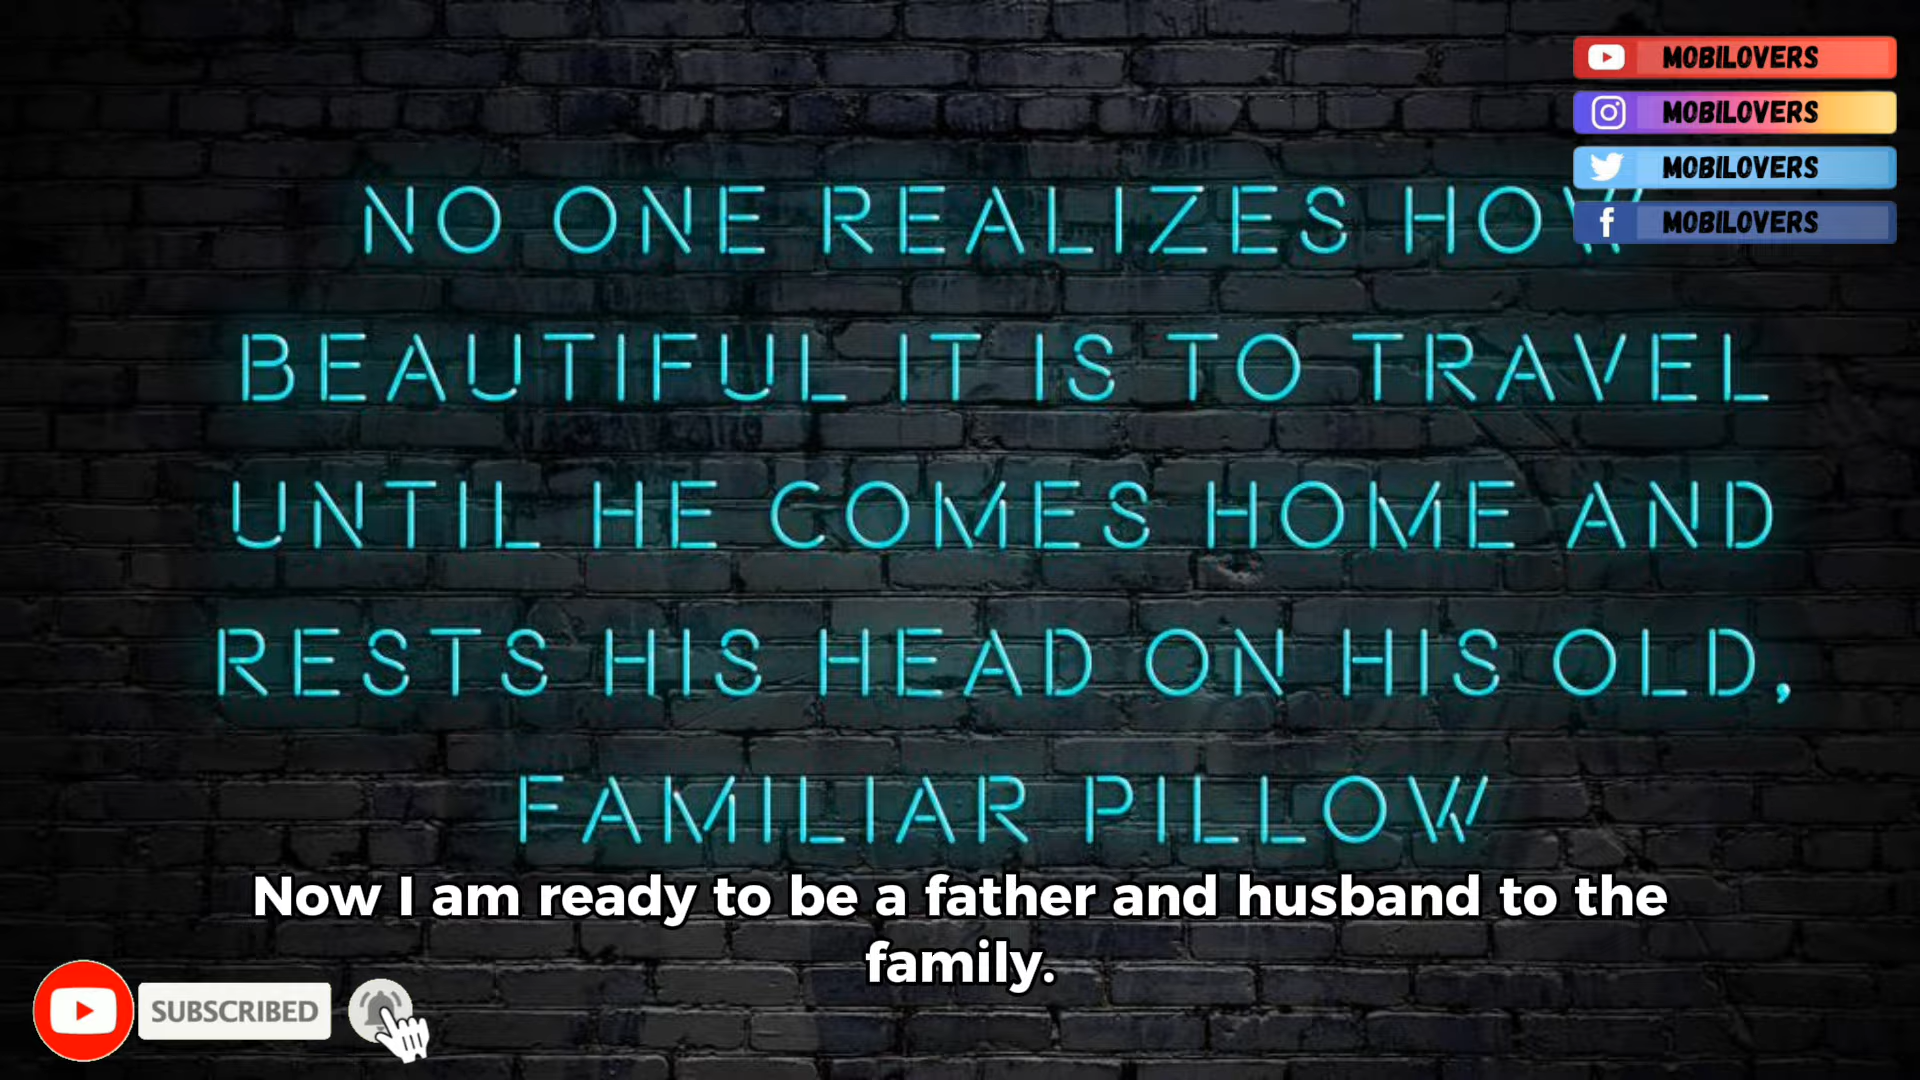 MOBILOVERS
MOBILOVERS
MOBILOVERS
MOBILOVERS
NO ONE REALIZES HOW
BEAUTIFUL IT IS TO TRAVEL
UNTIL HE COMES HOME AND
RESTS HIS HEAD ON HIS OLD,
FAMILIAR PILLOW
Now I am ready to be a father and husband to the
family.
SUBSCRIBED